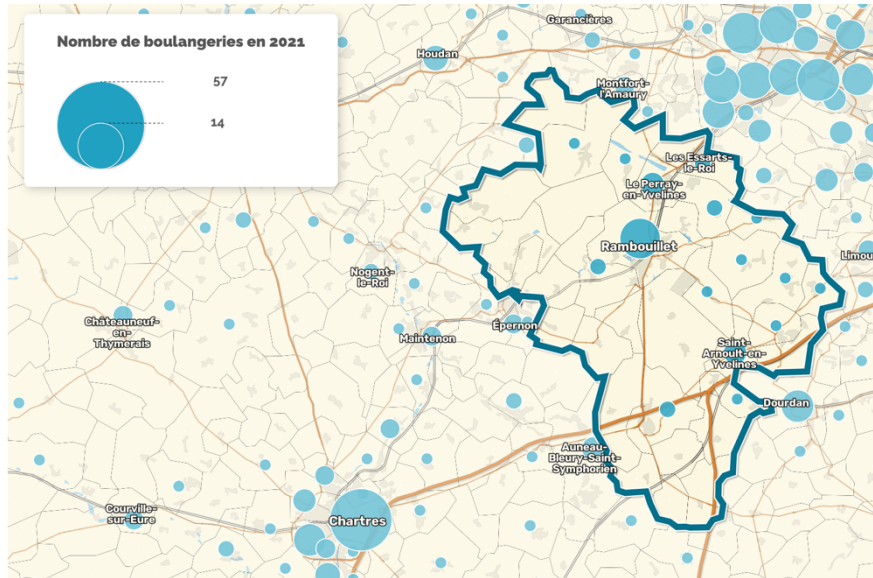 Nombre de boulangeries en 2021
57
14
Garancières
Houdan
Montfort-
l'Amaury
Les Essarts-
le-Roi
Le Perray-
en-Yvelines
Rambouillet
Limou
Nogent-
le-Roi
Châteauneuf-
en-
Thymerais
Épernon
Maintenon
Saint-
Arnoult-en-
Yvelines
Dourdan
Auneau-
Bleury-Saint-
Symphorien
Courville-
sur-Eure
Chartres